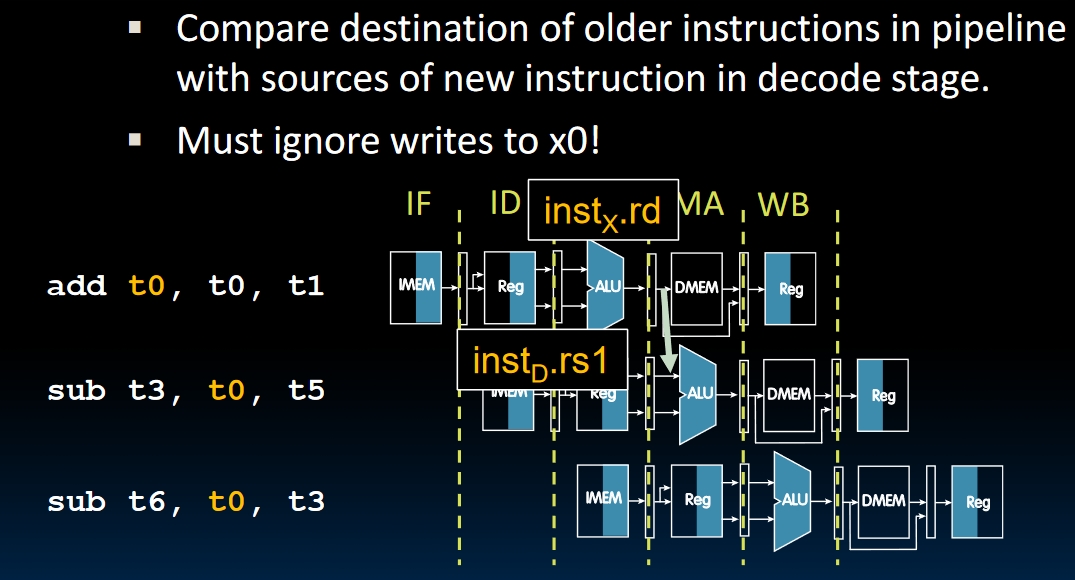 ▪ Compare destination of older instructions in pipeline
with sources of new instruction in decode stage.
▪ Must ignore writes to x0!
IF ID instX.rd MA WB
add t0, t0, t1
IMEM Reg ALU DMEM Reg
instD.rs1
sub t3, t0, t5
IMEM Reg ALU DMEM Reg
sub t6, t0, t3
IMEM Reg ALU DMEM Reg